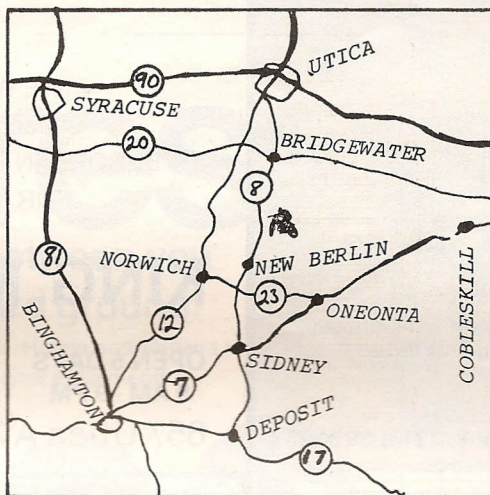 UTICA
90
SYRACUSE
20
BRIDGEWATER
8
81
NORWICH
NEW BERLIN
23
ONEONTA
COBLESKILL
12
BINGHAMTON
SIDNEY
7
DEPOSIT
17